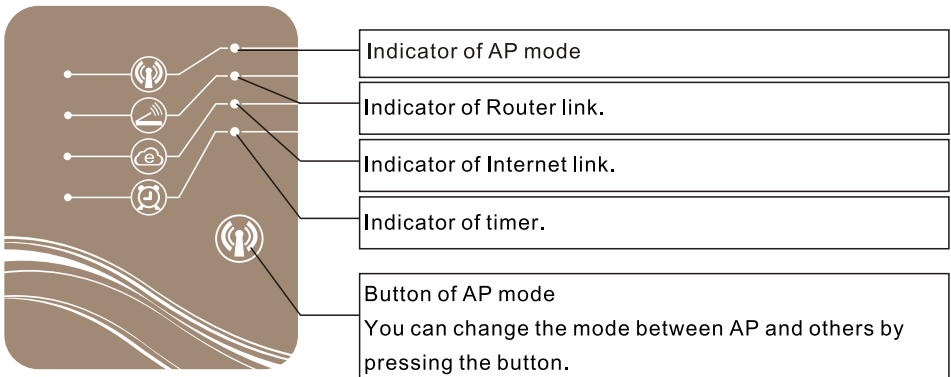 Indicator of AP mode
Indicator of Router link.
e
Indicator of Internet link.
Indicator of timer.
Button of AP mode
You can change the mode between AP and others by
pressing the button.